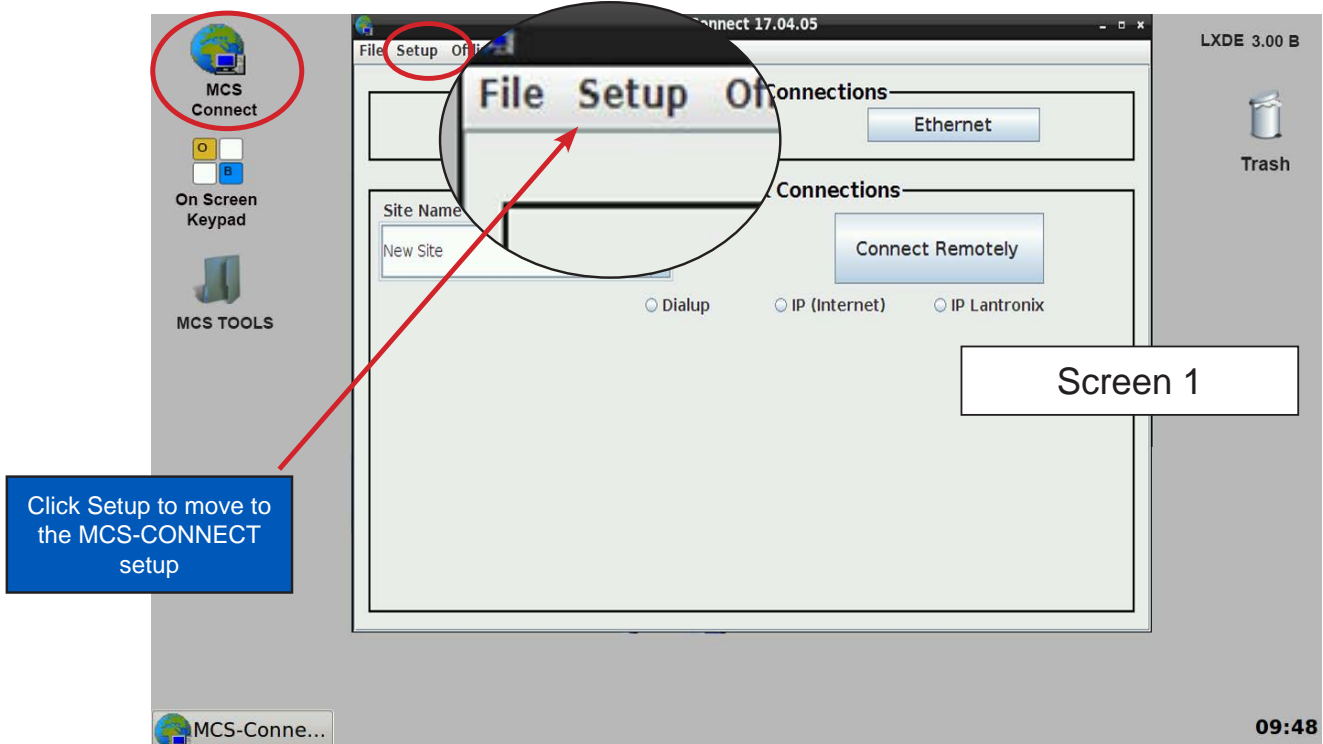 MCS
Connect
O
B
On Screen
Keypad
MCS TOOLS
onnect 17.04.05
File Setup Offli
File Setup Of
Connections
Ethernet
Connections
Site Name
New Site
Connect Remotely
Dialup IP (Internet) IP Lantronix
LXDE 3.00 B
Trash
Screen 1
Click Setup to move to
the MCS-CONNECT
setup
MCS-Conne...
09:48